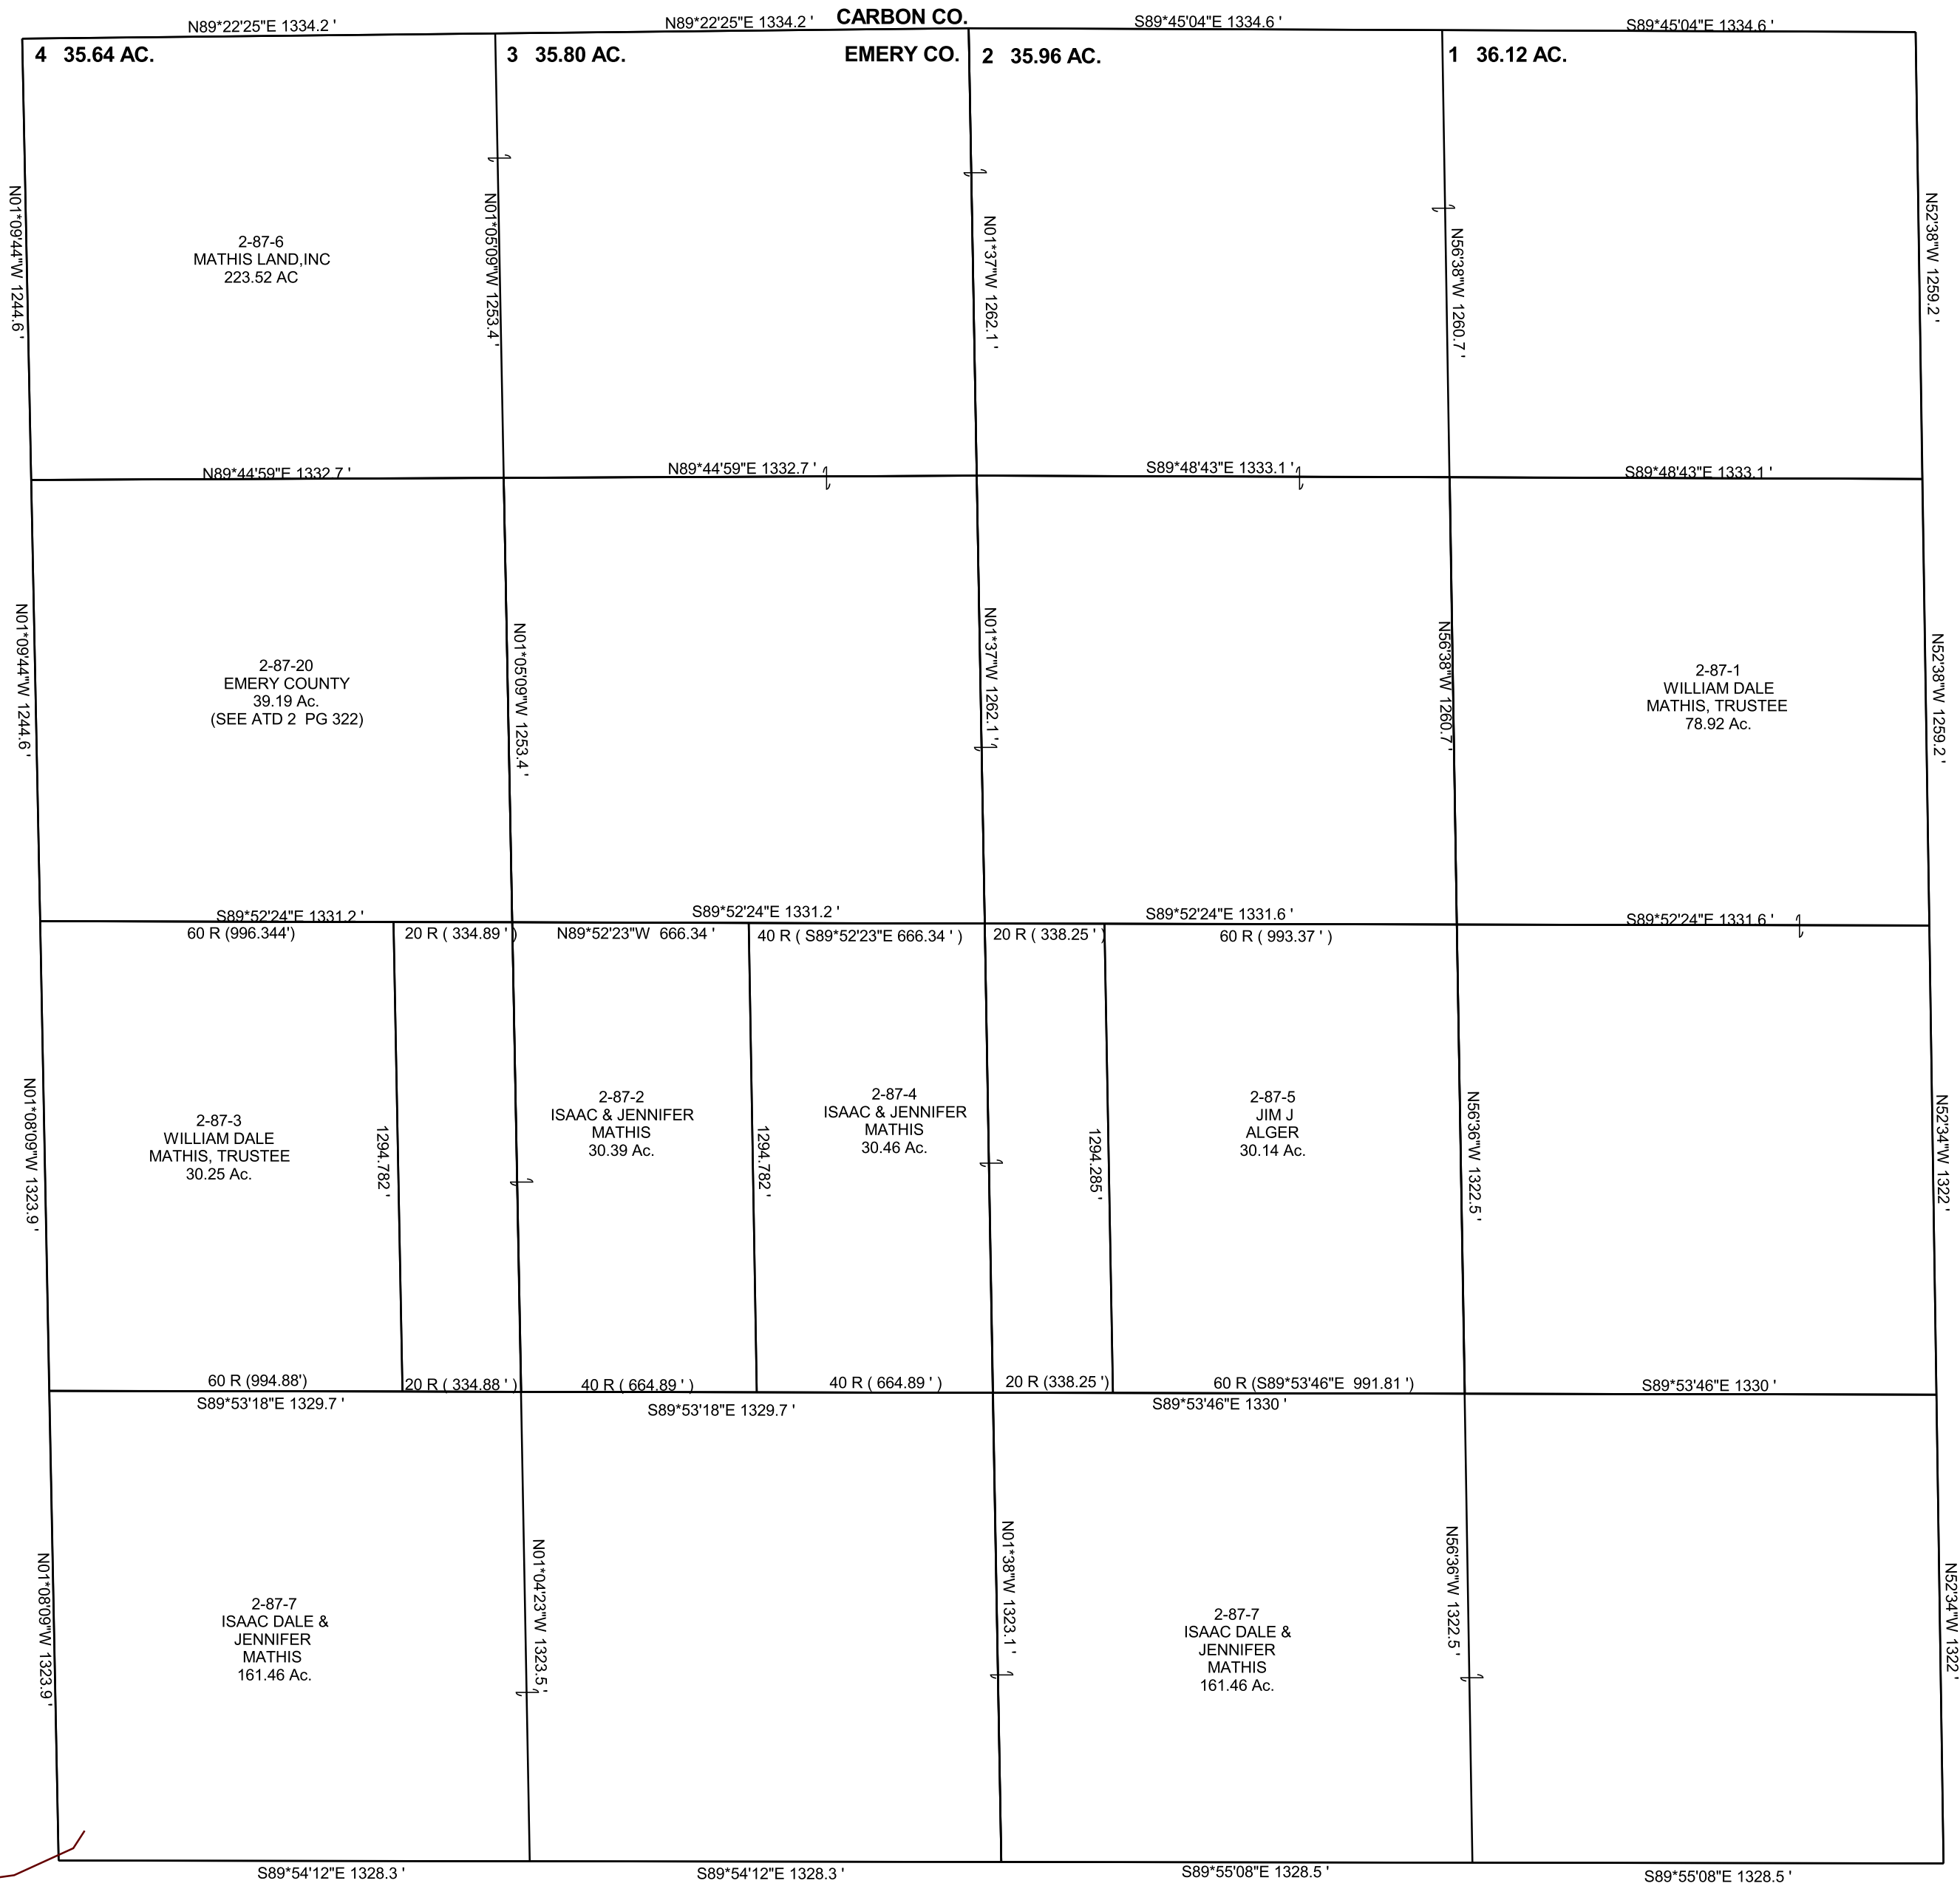 CARBON CO.
N89*22'25"E 1334.2 '
N89*22'25"E 1334.2 '
S89*45'04"E 1334.6 '
S89*45'04"E 1334.6 '
4 35.64 AC.
3 35.80 AC.
EMERY CO.
2 35.96 AC.
1 36.12 AC.
N01*09'44"W 1244.6 '
2-87-6
MATHIS LAND,INC
223.52 AC
N01*05'09"W 1253.4 '
N01*37"W 1262.1 '
N56'38"W 1260.7 '
N52'38"W 1259.2 '
N89*44'59"E 1332.7 '
N89*44'59"E 1332.7 '
S89*48'43"E 1333.1 '
S89*48'43"E 1333.1 '
N01*09'44"W 1244.6 '
2-87-20
EMERY COUNTY
39.19 Ac.
(SEE ATD 2 PG 322)
N01*05'09"W 1253.4 '
N01*37"W 1262.1 '
N56'38"W 1260.7 '
2-87-1
WILLIAM DALE
MATHIS, TRUSTEE
78.92 Ac.
N52'38"W 1259.2 '
S89*52'24"E 1331.2 '
S89*52'24"E 1331.2 '
S89*52'24"E 1331.6 '
S89*52'24"E 1331.6 '
60 R (996.344')
20 R ( 334.89 ' )
N89*52'23"W 666.34 '
40 R ( S89*52'23"E 666.34 ' )
20 R ( 338.25 ' )
60 R ( 993.37 ' )
N01*08'09"W 1323.9 '
2-87-3
WILLIAM DALE
MATHIS, TRUSTEE
30.25 Ac.
1294.782 '
2-87-2
ISAAC & JENNIFER
MATHIS
30.39 Ac.
1294.782 '
2-87-4
ISAAC & JENNIFER
MATHIS
30.46 Ac.
1294.285 '
2-87-5
JIM J
ALGER
30.14 Ac.
N56'36"W 1322.5 '
N52'34"W 1322 '
60 R (994.88')
20 R ( 334.88 ' )
40 R ( 664.89 ' )
40 R ( 664.89 ' )
20 R (338.25 ')
60 R (S89*53'46"E 991.81 ')
S89*53'46"E 1330 '
S89*53'18"E 1329.7 '
S89*53'18"E 1329.7 '
S89*53'46"E 1330 '
N01*08'09"W 1323.9 '
2-87-7
ISAAC DALE &
JENNIFER
MATHIS
161.46 Ac.
N01*04'23"W 1323.5 '
N01*38"W 1323.1 '
2-87-7
ISAAC DALE &
JENNIFER
MATHIS
161.46 Ac.
N56'36"W 1322.5 '
N52'34"W 1322 '
S89*54'12"E 1328.3 '
S89*54'12"E 1328.3 '
S89*55'08"E 1328.5 '
S89*55'08"E 1328.5 '